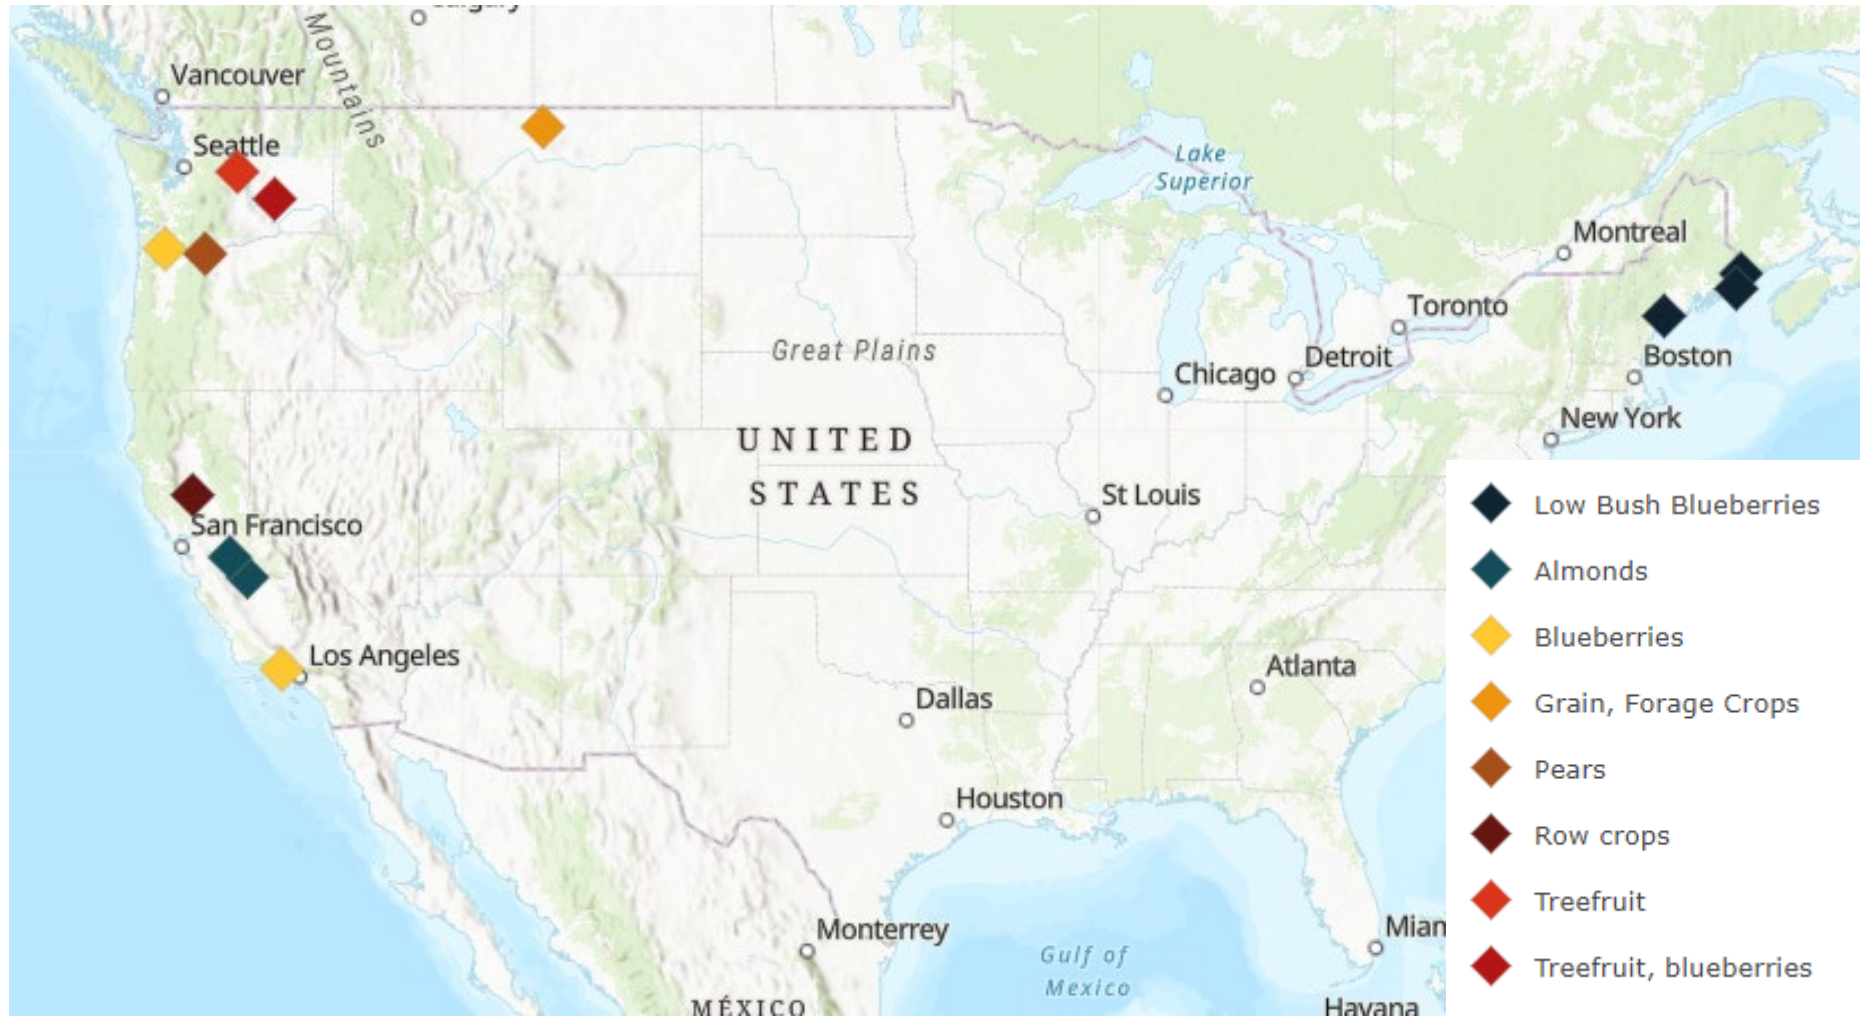 Vancouver
Mountains
Seattle
Lake
Superior
Montreal
Toronto
Great Plains
Detroit
Boston
Chicago
New York
UNITED
STATES
St Louis
San Francisco
Los Angeles
Atlanta
Dallas
Houston
Monterrey
Gulf of
Mexico
MÉXICO
Havana
Low Bush Blueberries
Almonds
Blueberries
Grain, Forage Crops
Pears
Row crops
Treefruit
Treefruit, blueberries